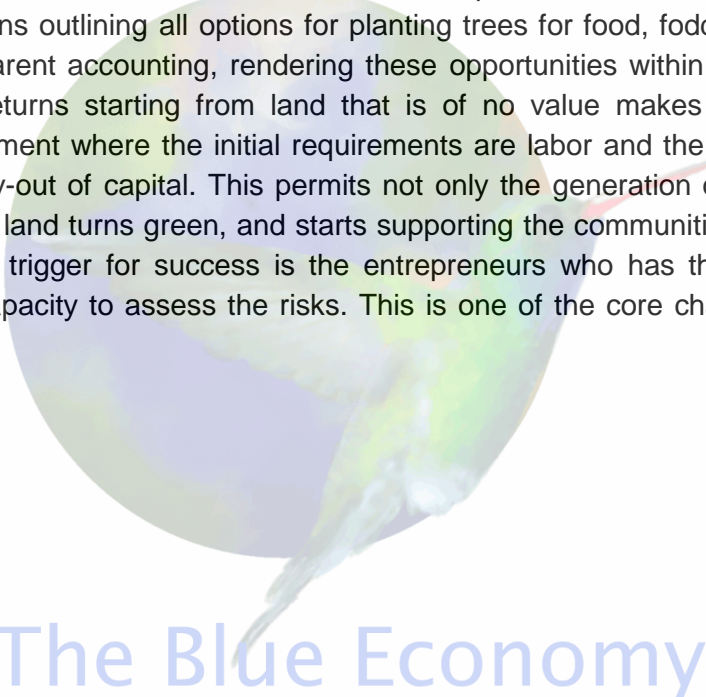 ns outlining all options for planting trees for food, fodd
arent accounting, rendering these opportunities within
eturns starting from land that is of no value makes
ment where the initial requirements are labor and the
y-out of capital. This permits not only the generation
land turns green, and starts supporting the communiti
trigger for success is the entrepreneurs who has th
pacity to assess the risks. This is one of the core cha
The Blue Economy